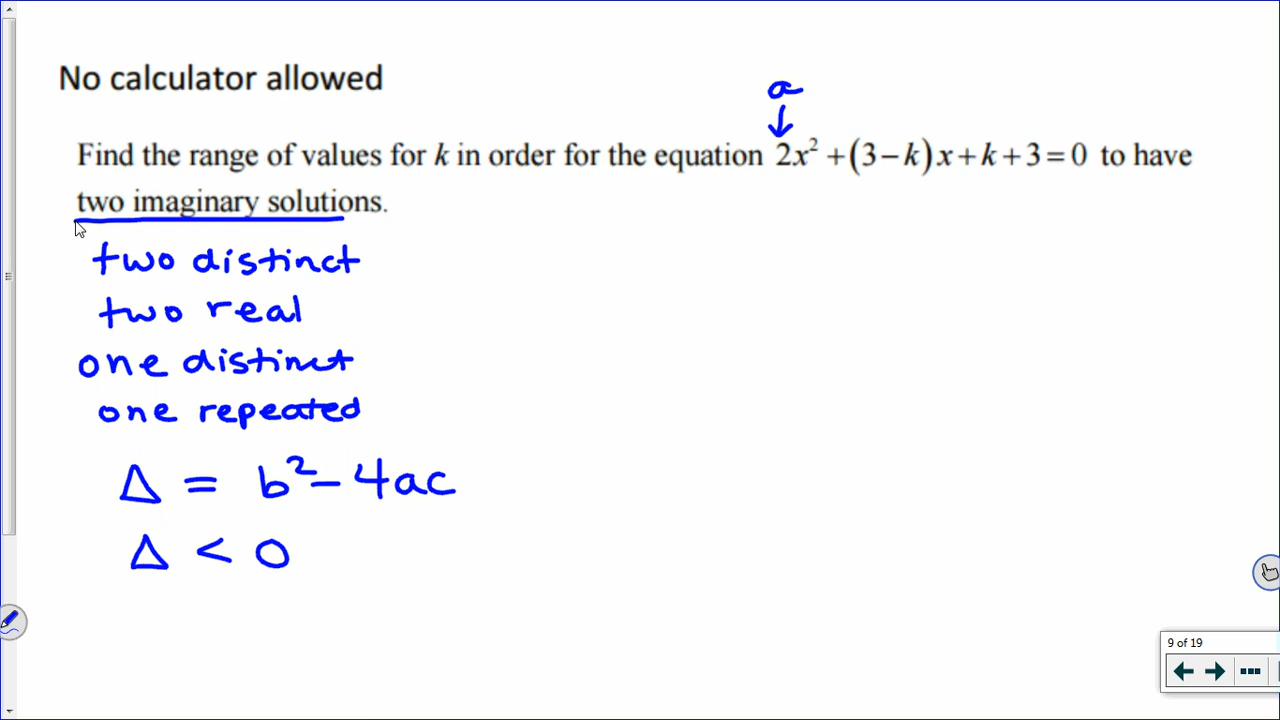 No calculator allowed
a
↓
Find the range of values for k in order for the equation 2x² + (3 − k)x + k + 3 = 0 to have
two imaginary solutions.
two distinct
two real
one distinct
one repeated
Δ = b² − 4ac
Δ < 0
9 of 19